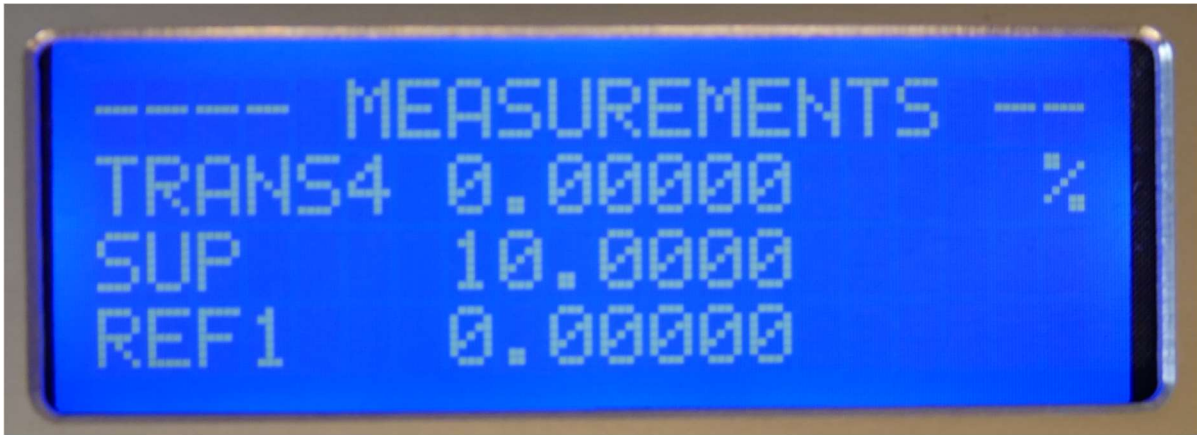 ---- MEASUREMENTS --
TRANS4 0.00000 %
SUP 10.0000
REF1 0.00000